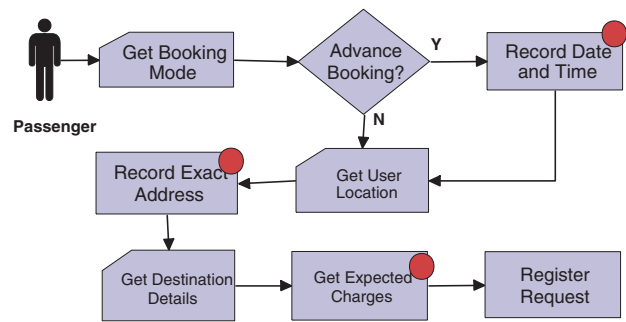 Get Booking
Mode
Advance
Booking?
Y
Record Date
and Time
Passenger
N
Record Exact
Address
Get User
Location
Get Destination
Details
Get Expected
Charges
Register
Request